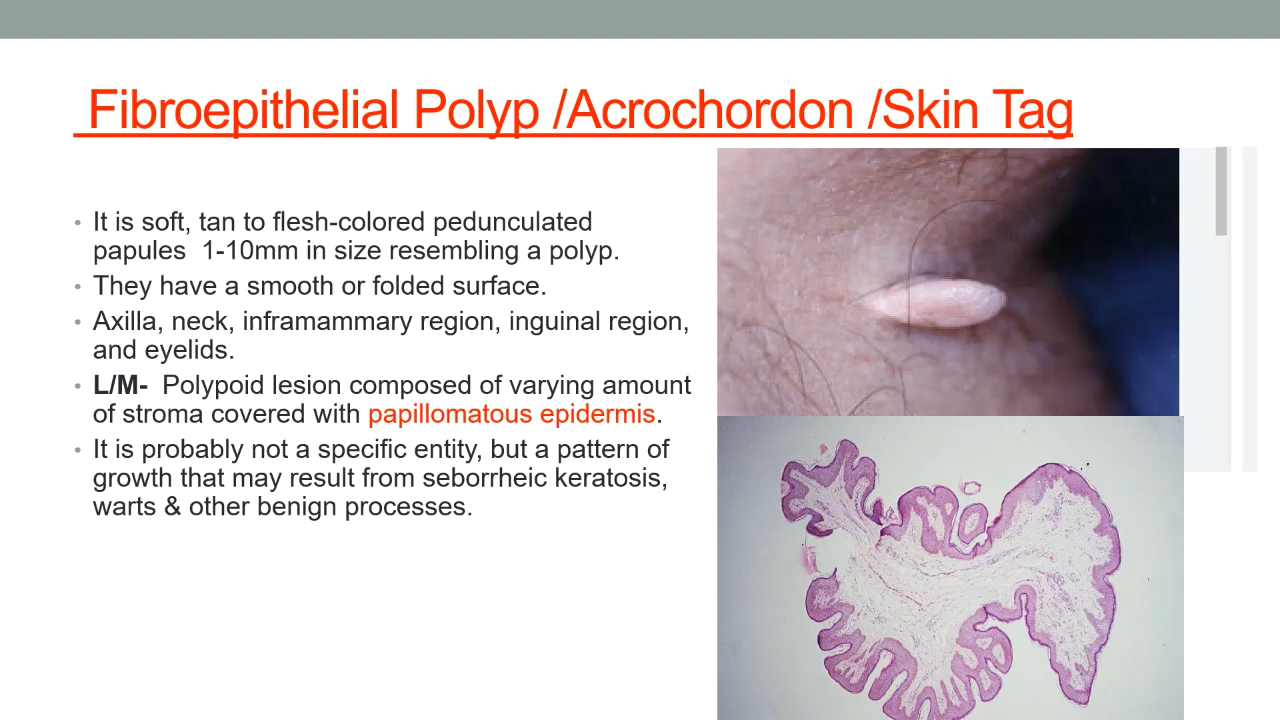 Fibroepithelial Polyp /Acrochordon /Skin Tag
• It is soft, tan to flesh-colored pedunculated
papules  1-10mm in size resembling a polyp.
• They have a smooth or folded surface.
• Axilla, neck, inframammary region, inguinal region,
and eyelids.
• L/M-  Polypoid lesion composed of varying amount
of stroma covered with papillomatous epidermis.
• It is probably not a specific entity, but a pattern of
growth that may result from seborrheic keratosis,
warts & other benign processes.